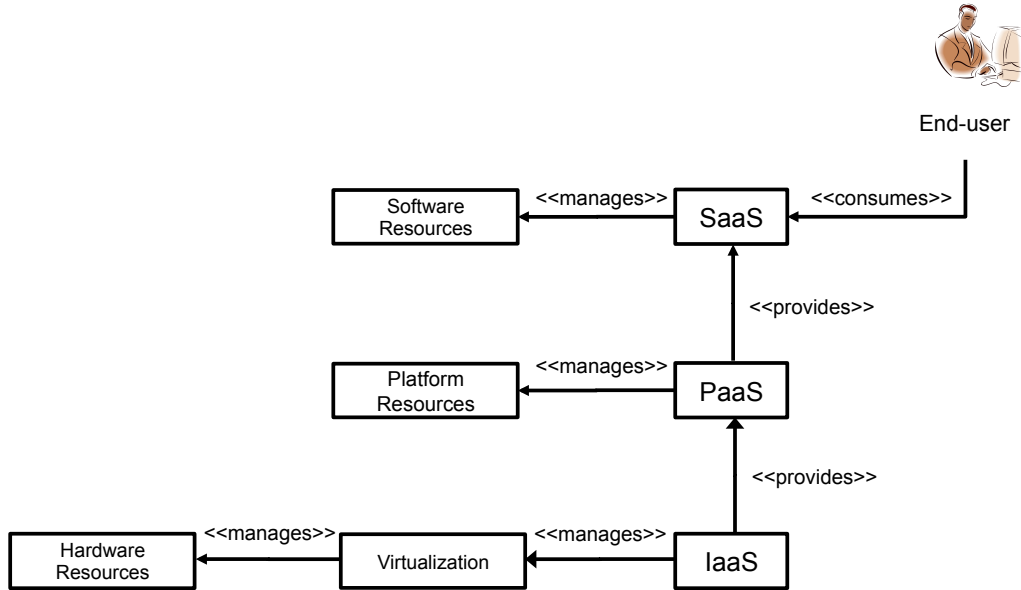 End-user
<<manages>>
<<consumes>>
Software
Resources
SaaS
<<provides>>
<<manages>>
Platform
Resources
PaaS
<<provides>>
<<manages>>
<<manages>>
Hardware
Resources
Virtualization
IaaS